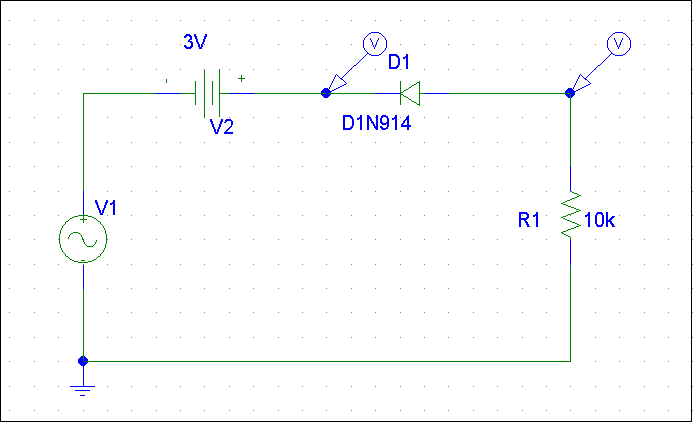 3V
V
V
D1
- +
V2
D1N914
V1
+
-
R1 10k